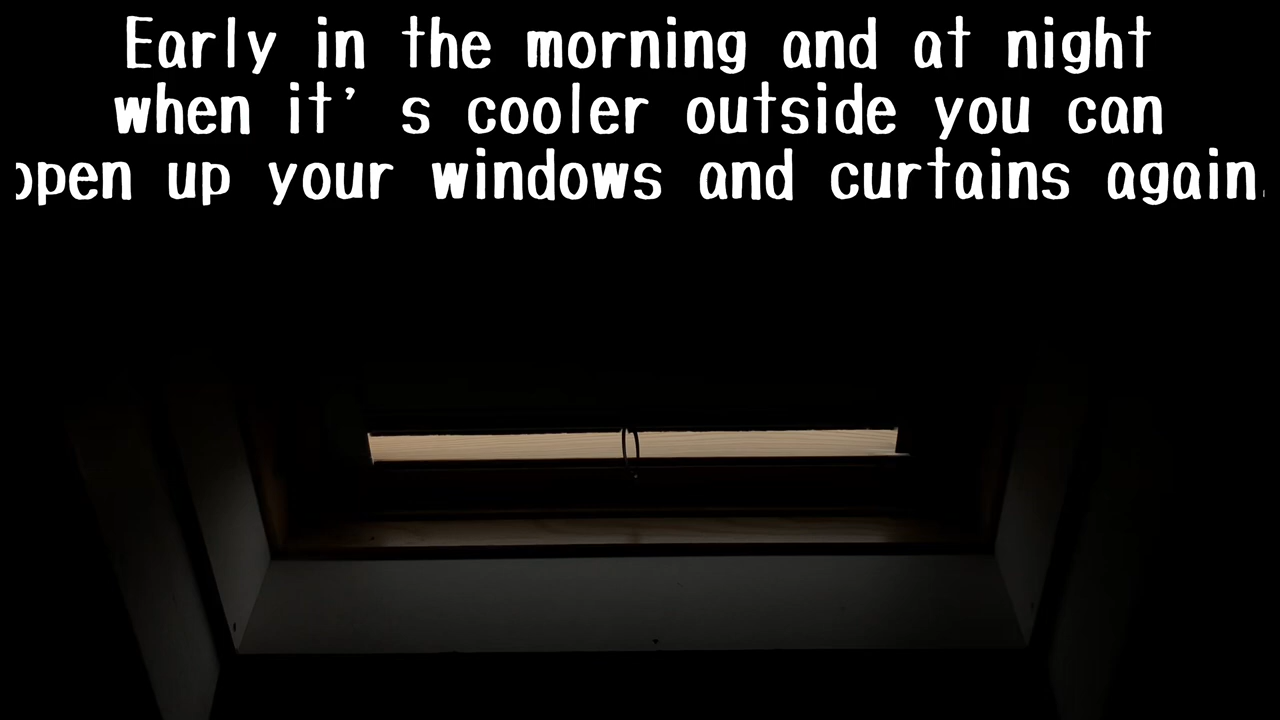 Early in the morning and at night
when it’s cooler outside you can
open up your windows and curtains again.